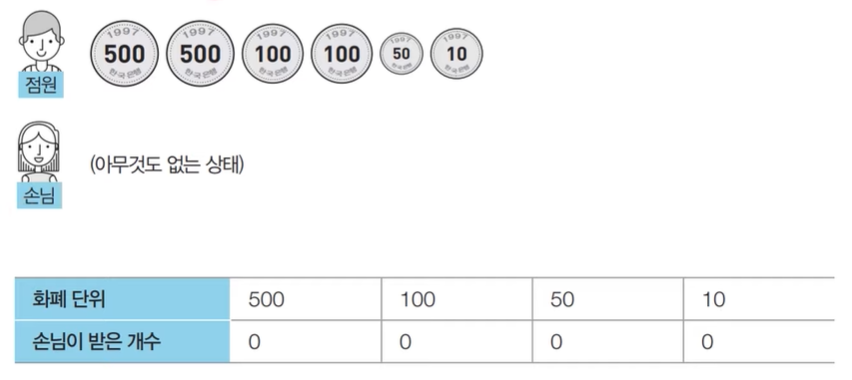 1997 1997 1997 1997 1997 1997
500 500 100 100 50 10
한국은행 한국은행 한국은행 한국은행 한국은행 한국은행
점원
(아무것도 없는 상태)
손님
화폐 단위 500 100 50 10
손님이 받은 개수 0 0 0 0